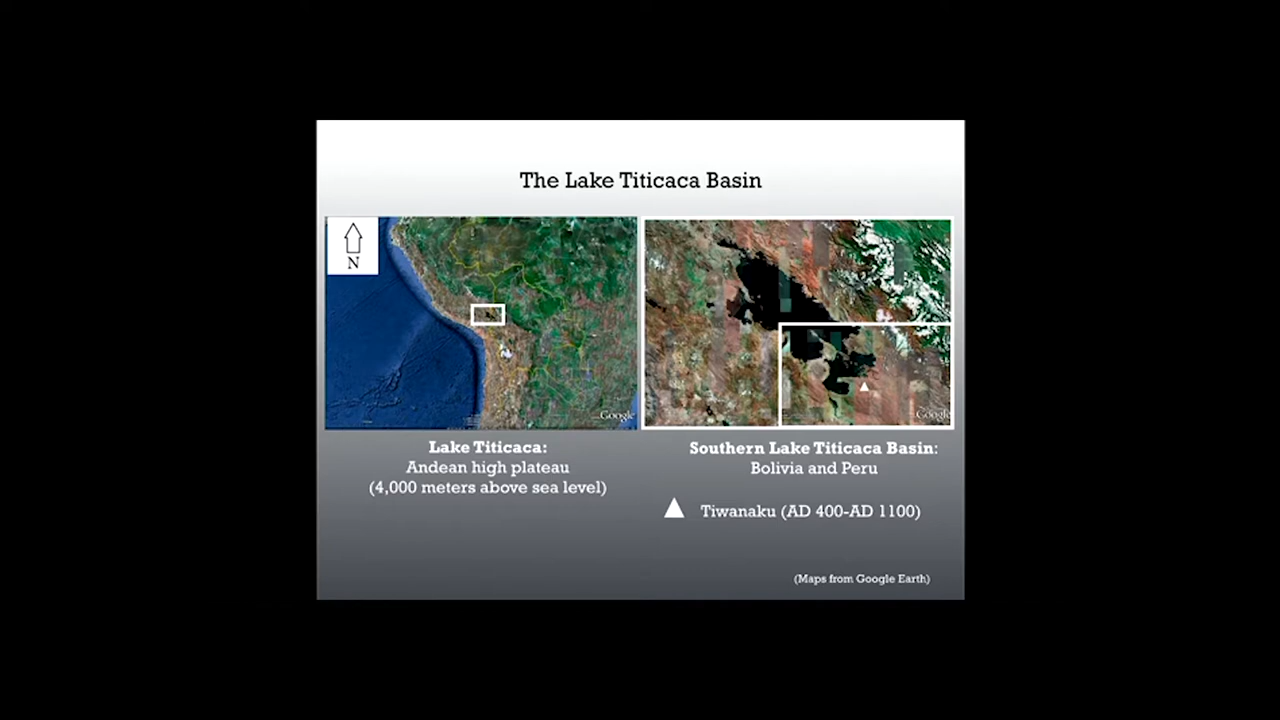 The Lake Titicaca Basin
N
Google
Google
Lake Titicaca:
Andean high plateau
(4,000 meters above sea level)
Southern Lake Titicaca Basin:
Bolivia and Peru
Tiwanaku (AD 400-AD 1100)
(Maps from Google Earth)